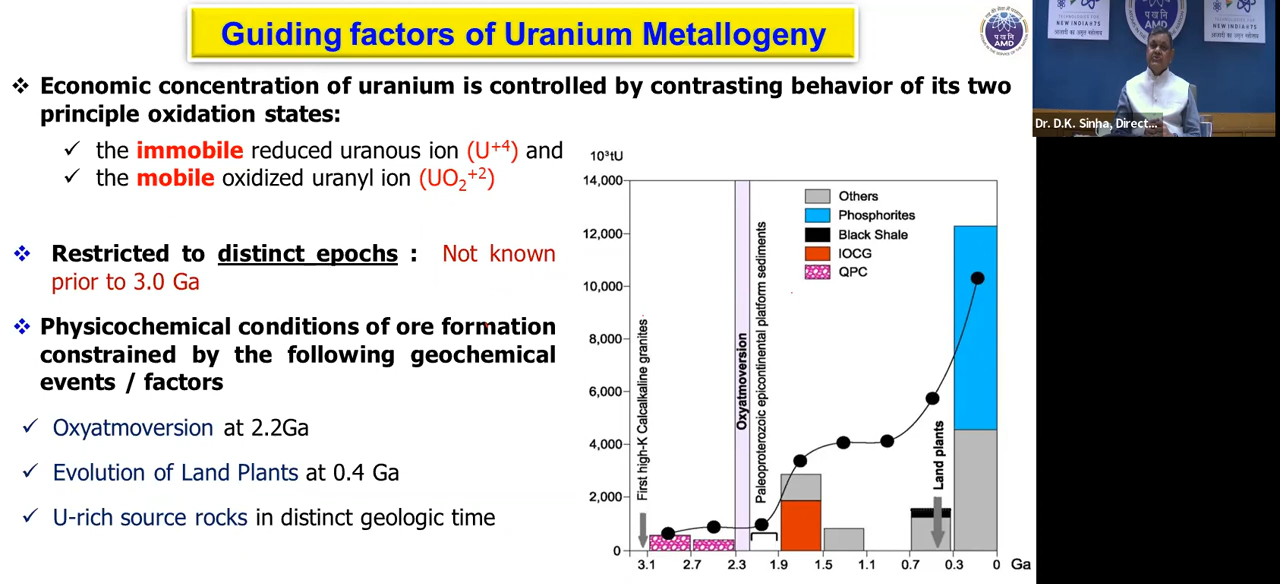 Guiding factors of Uranium Metallogeny
❖ Economic concentration of uranium is controlled by contrasting behavior of its two
principle oxidation states:
✓ the immobile reduced uranous ion (U⁺⁴) and
✓ the mobile oxidized uranyl ion (UO₂⁺²)
❖ Restricted to distinct epochs : Not known
prior to 3.0 Ga
❖ Physicochemical conditions of ore formation
constrained by the following geochemical
events / factors
✓ Oxyatmoversion at 2.2Ga
✓ Evolution of Land Plants at 0.4 Ga
✓ U-rich source rocks in distinct geologic time
10³tU
14,000
12,000
10,000
8,000
6,000
4,000
2,000
0
First high-K Calcalkaline granites
Oxyatmoversion
Paleoproterozoic epicontinental platform sediments
Others
Phosphorites
Black Shale
IOCG
QPC
Land plants
3.1 2.7 2.3 1.9 1.5 1.1 0.7 0.3 0 Ga
प ख नि
AMD
TECHNOLOGIES FOR
NEW INDIA@75
प ख नि
AMD
NEW INDIA@75
Dr. D.K. Sinha, Direct...